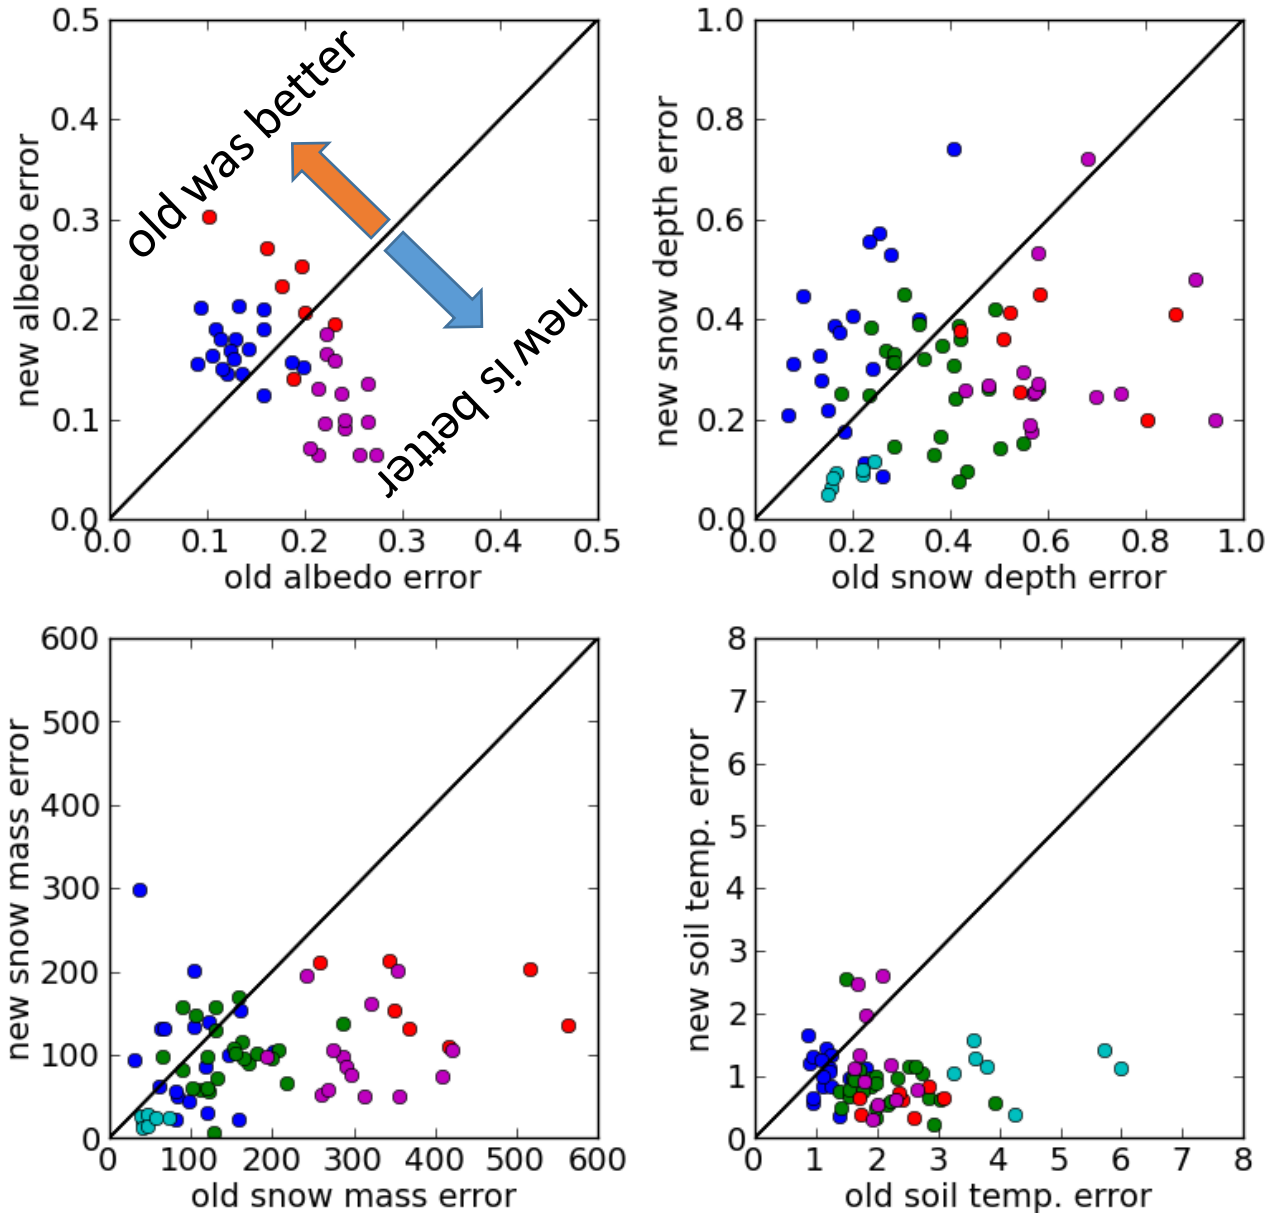 0.5
0.4
0.3
0.2
0.1
0.0
0.0 0.1 0.2 0.3 0.4 0.5
old albedo error
new albedo error
old was better
new is better
1.0
0.8
0.6
0.4
0.2
0.0
0.0 0.2 0.4 0.6 0.8 1.0
old snow depth error
new snow depth error
600
500
400
300
200
100
0
0 100 200 300 400 500 600
old snow mass error
new snow mass error
8
7
6
5
4
3
2
1
0
0 1 2 3 4 5 6 7 8
old soil temp. error
new soil temp. error